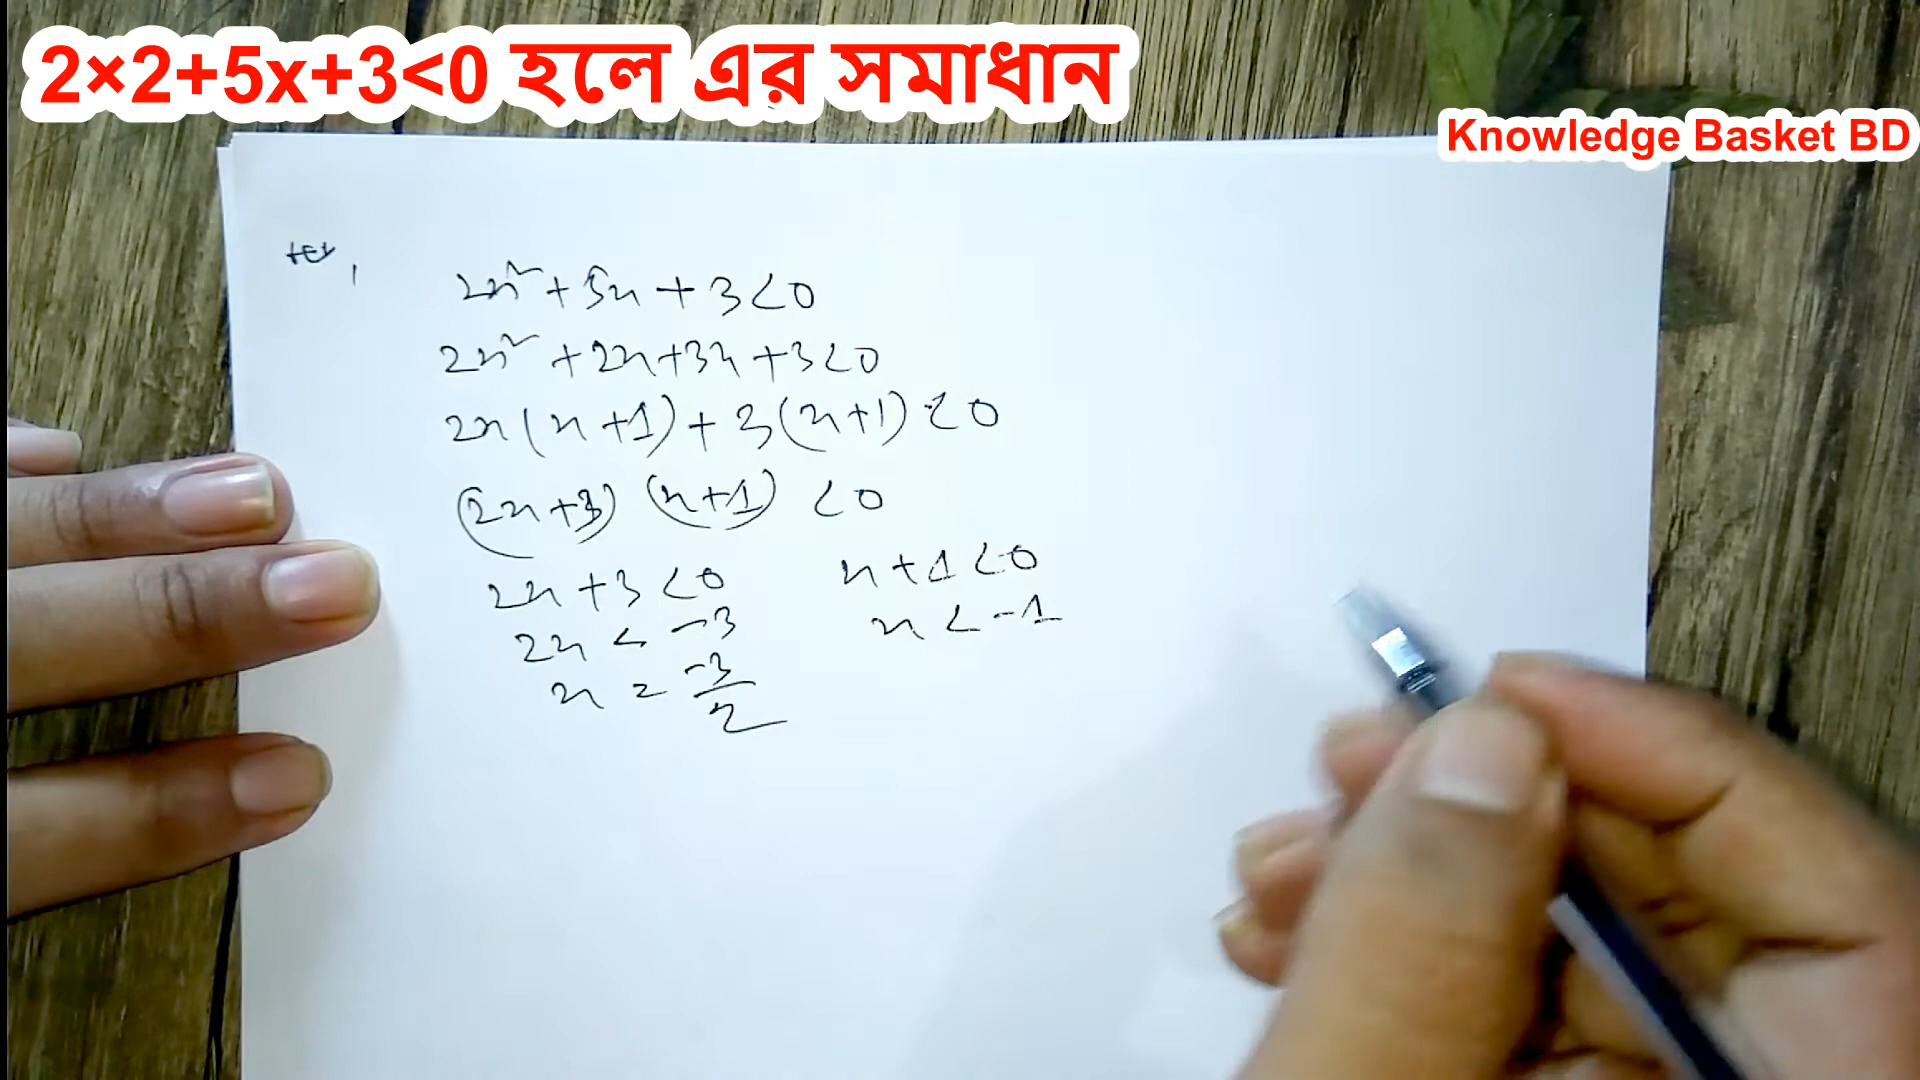 2×2+5x+3<0 হলে এর সমাধান
Knowledge Basket BD
2x²+5x+3<0
2x²+2x+3x+3<0
2x(x+1)+3(x+1)<0
(2x+3)(x+1)<0
2x+3<0 x+1<0
2x<-3 x<-1
x=-3/2